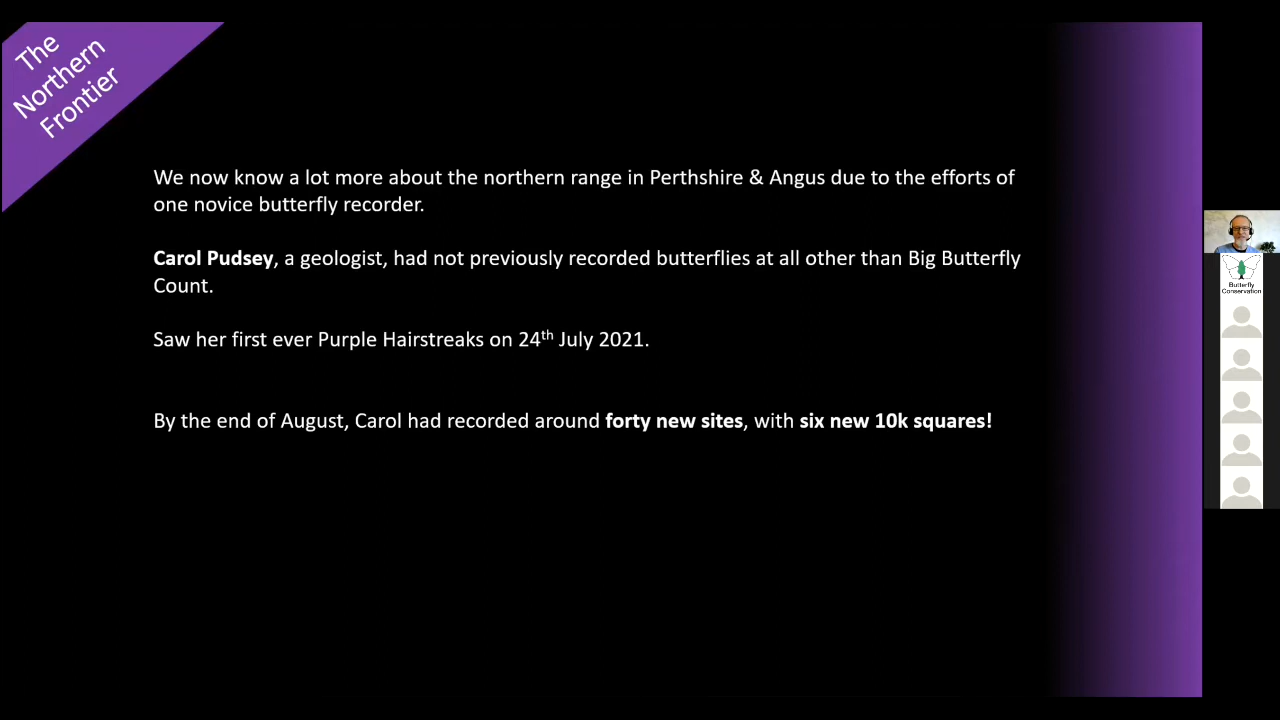 The
Northern
Frontier
We now know a lot more about the northern range in Perthshire & Angus due to the efforts of
one novice butterfly recorder.
Carol Pudsey, a geologist, had not previously recorded butterflies at all other than Big Butterfly
Count.
Saw her first ever Purple Hairstreaks on 24th July 2021.
By the end of August, Carol had recorded around forty new sites, with six new 10k squares!
Butterfly
Conservation